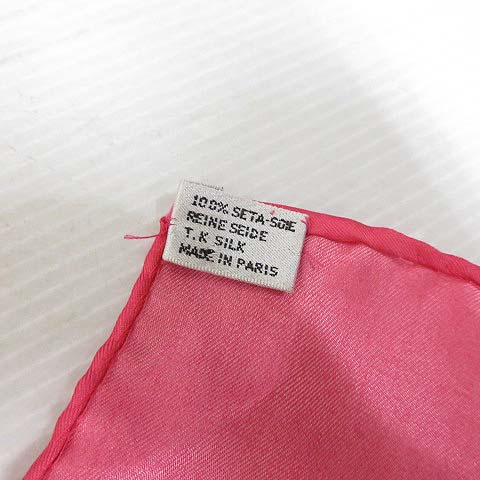 100% SETA-SOIE
REINE SEIDE
T.K SILK
MADE IN PARIS